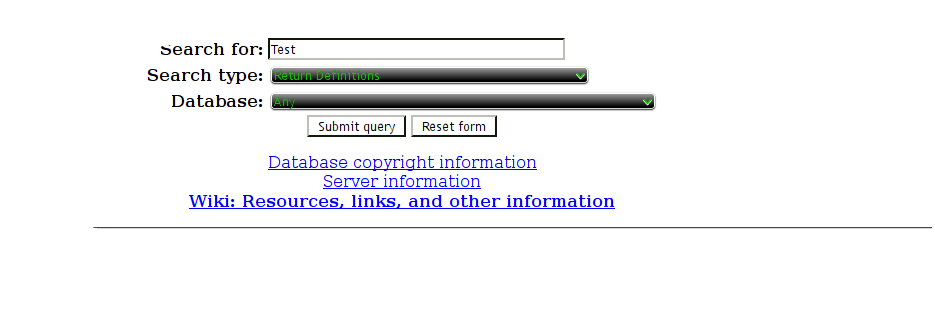 Search for: Test
Search type: Return Definitions
Database: Any
Submit query Reset form
Database copyright information
Server information
Wiki: Resources, links, and other information